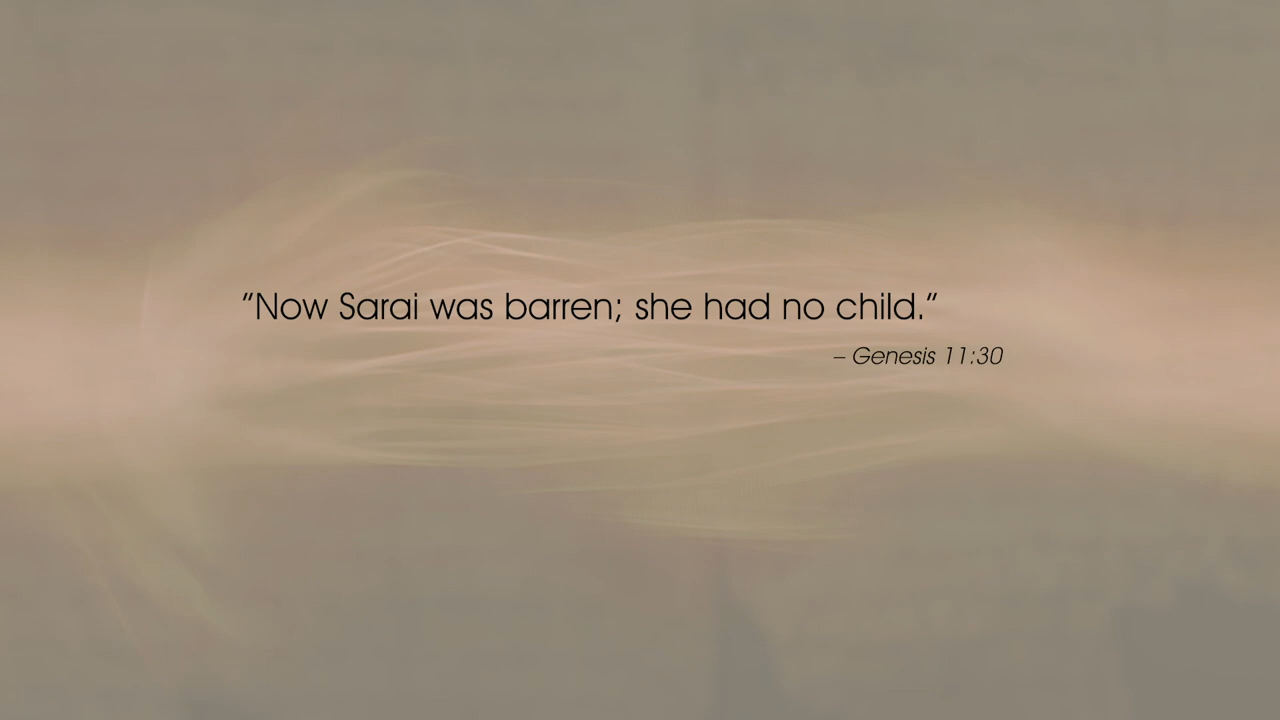 ”Now Sarai was barren; she had no child.“
– Genesis 11:30